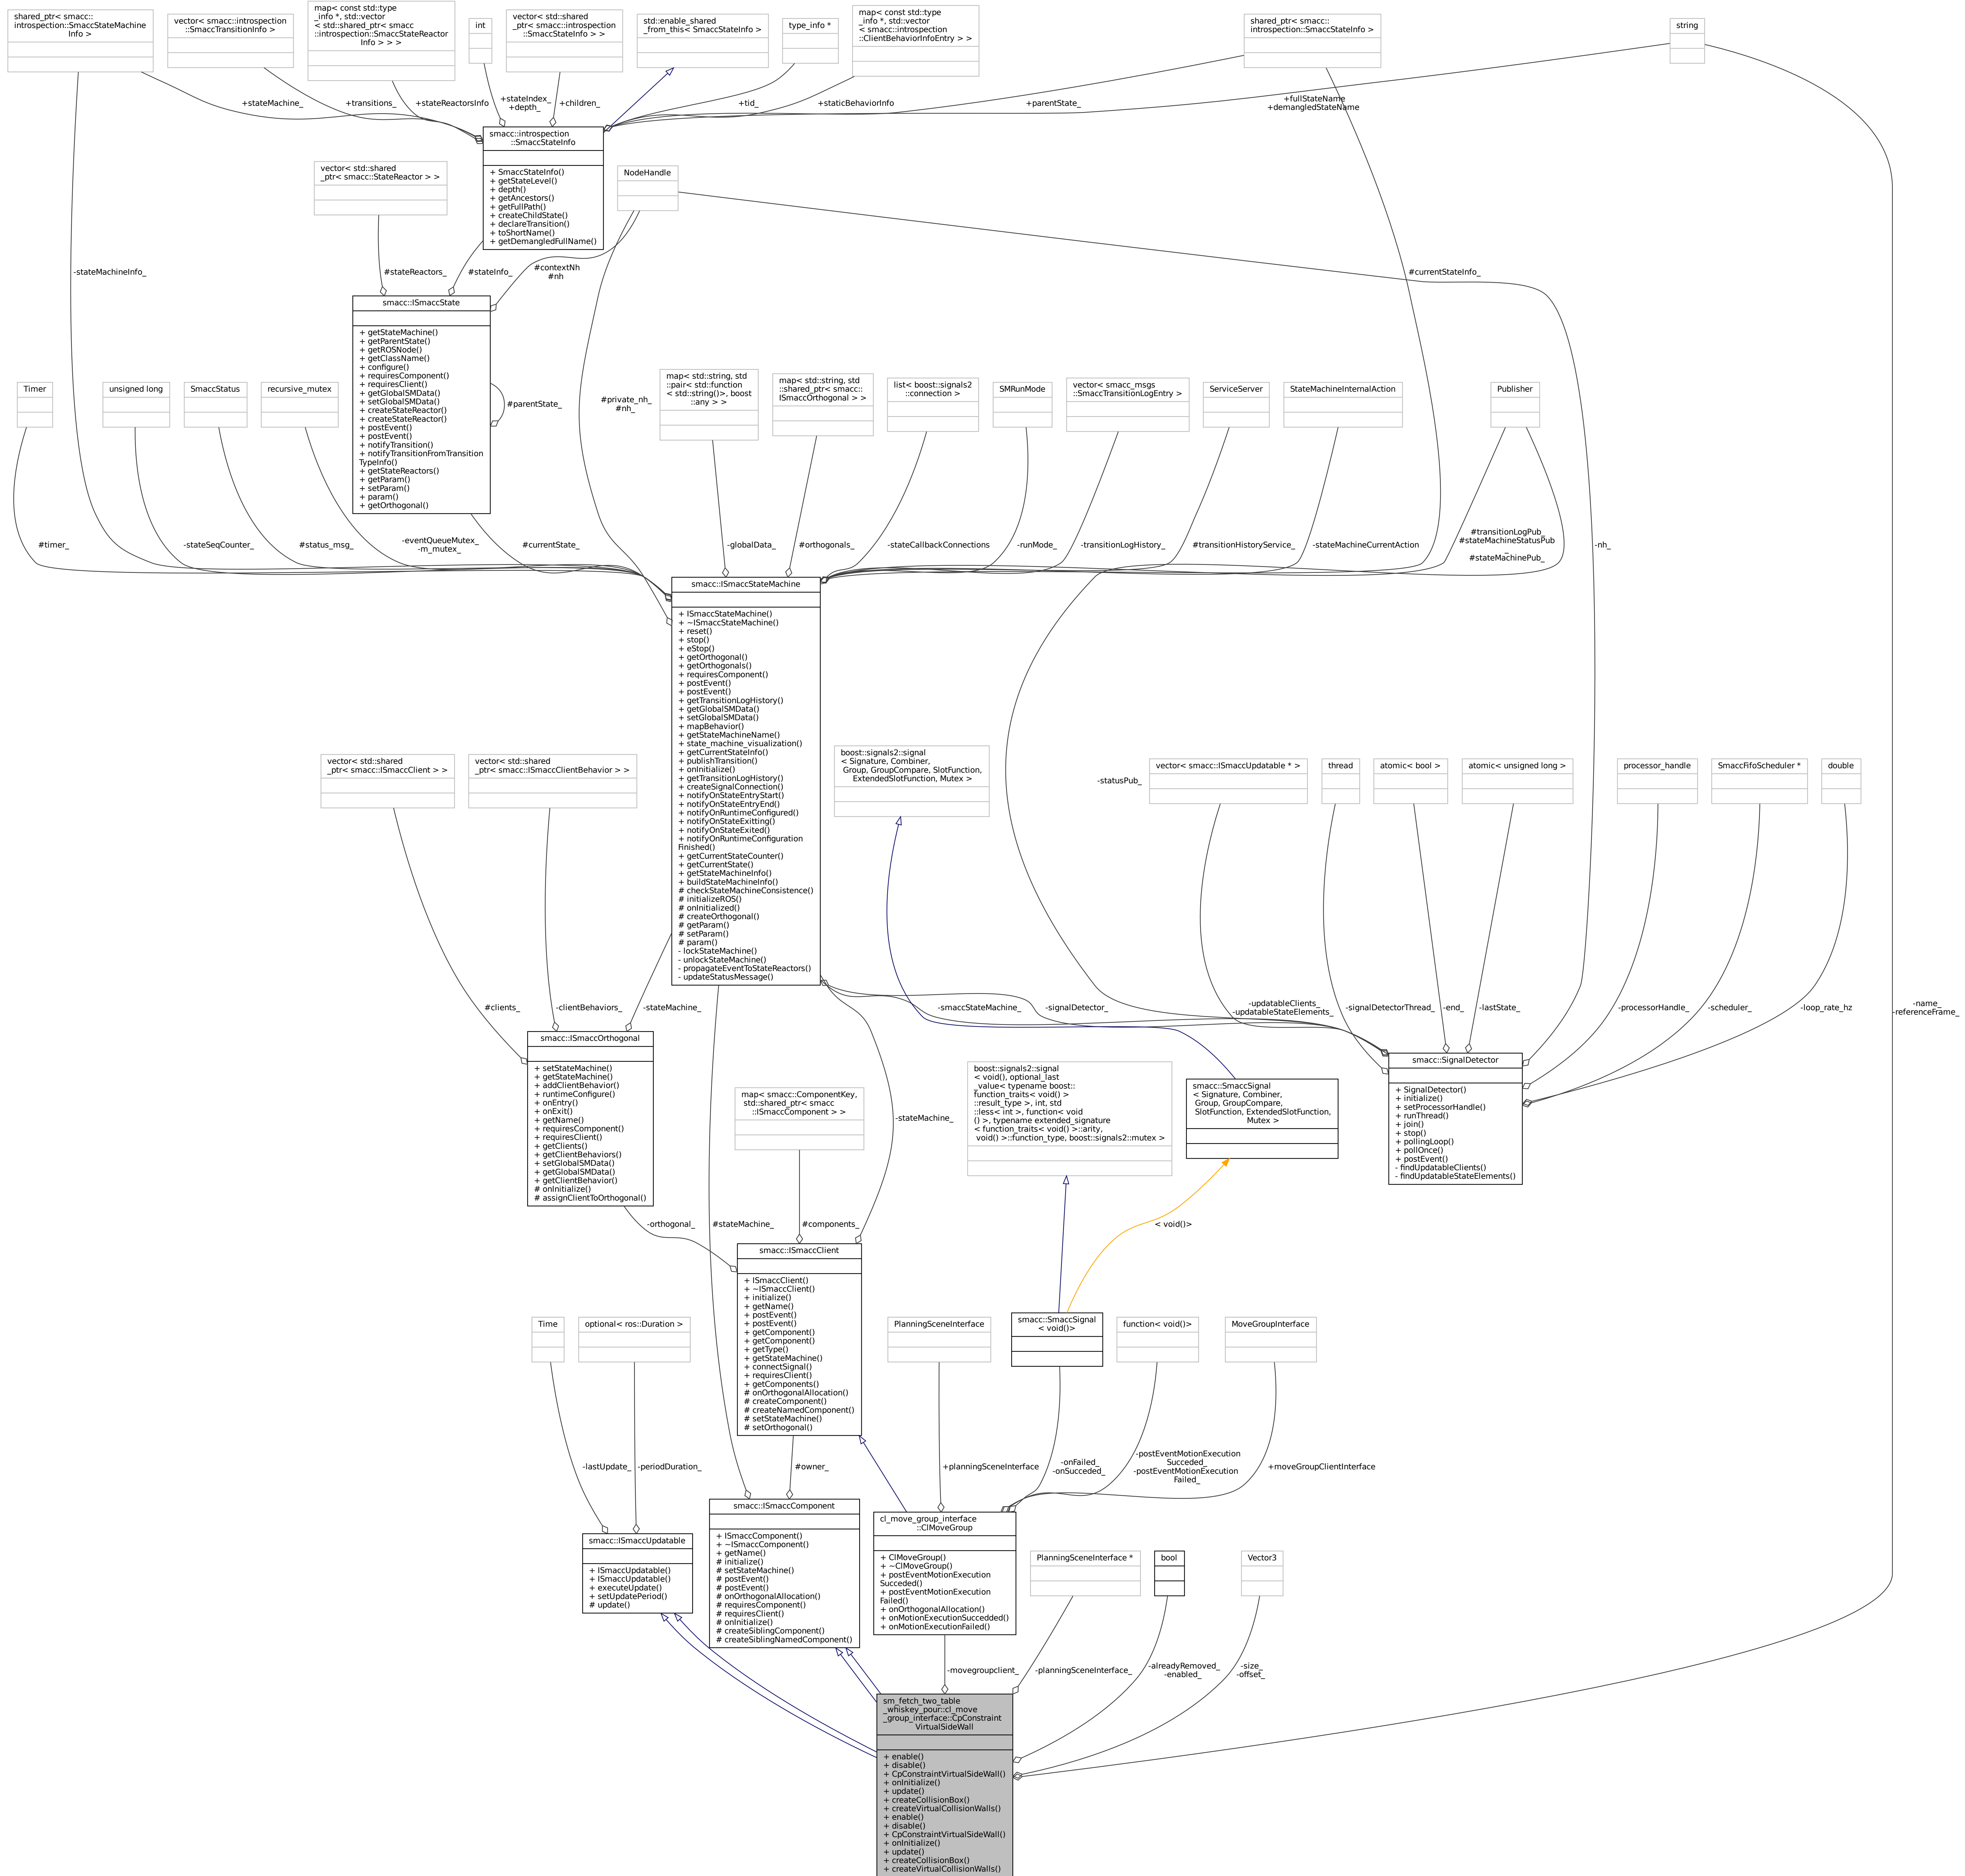 shared_ptr< smacc::
introspection::SmaccStateMachine
Info >
vector< smacc::introspection
::SmaccTransitionInfo >
map< const std::type
_info *, std::vector
< std::shared_ptr< smacc
::introspection::SmaccStateReactor
Info > > >
int
vector< std::shared
_ptr< smacc::introspection
::SmaccStateInfo > >
std::enable_shared
_from_this< SmaccStateInfo >
type_info *
map< const std::type
_info *, std::vector
< smacc::introspection
::ClientBehaviorInfoEntry > >
shared_ptr< smacc::
introspection::SmaccStateInfo >
string
+stateMachine_
+transitions_
+stateReactorsInfo
+stateIndex_
+depth_
+children_
+tid_
+staticBehaviorInfo
+parentState_
+fullStateName
+demangledStateName
smacc::introspection
::SmaccStateInfo
+ SmaccStateInfo()
+ getStateLevel()
+ depth()
+ getAncestors()
+ getFullPath()
+ createChildState()
+ declareTransition()
+ toShortName()
+ getDemangledFullName()
vector< std::shared
_ptr< smacc::StateReactor > >
NodeHandle
-stateMachineInfo_
#stateReactors_
#stateInfo_
#contextNh
#nh
#currentStateInfo_
smacc::ISmaccState
+ getStateMachine()
+ getParentState()
+ getROSNode()
+ getClassName()
+ configure()
+ requiresComponent()
+ requiresClient()
+ getGlobalSMData()
+ setGlobalSMData()
+ createStateReactor()
+ createStateReactor()
+ postEvent()
+ postEvent()
+ notifyTransition()
+ notifyTransitionFromTransition
TypeInfo()
+ getStateReactors()
+ getParam()
+ setParam()
+ param()
+ getOrthogonal()
#parentState_
#private_nh_
#nh_
Timer
unsigned long
SmaccStatus
recursive_mutex
map< std::string, std
::pair< std::function
< std::string()>, boost
::any > >
map< std::string, std
::shared_ptr< smacc::
ISmaccOrthogonal > >
list< boost::signals2
::connection >
SMRunMode
vector< smacc_msgs
::SmaccTransitionLogEntry >
ServiceServer
StateMachineInternalAction
Publisher
#timer_
-stateSeqCounter_
#status_msg_
-eventQueueMutex_
-m_mutex_
#currentState_
-globalData_
#orthogonals_
-stateCallbackConnections
-runMode_
-transitionLogHistory_
#transitionHistoryService_
-stateMachineCurrentAction
#transitionLogPub_
#stateMachineStatusPub
_
#stateMachinePub_
-nh_
smacc::ISmaccStateMachine
+ ISmaccStateMachine()
+ ~ISmaccStateMachine()
+ reset()
+ stop()
+ eStop()
+ getOrthogonal()
+ getOrthogonals()
+ requiresComponent()
+ postEvent()
+ postEvent()
+ getTransitionLogHistory()
+ getGlobalSMData()
+ setGlobalSMData()
+ mapBehavior()
+ getStateMachineName()
+ state_machine_visualization()
+ getCurrentStateInfo()
+ publishTransition()
+ onInitialize()
+ getTransitionLogHistory()
+ createSignalConnection()
+ notifyOnStateEntryStart()
+ notifyOnStateEntryEnd()
+ notifyOnRuntimeConfigured()
+ notifyOnStateExitting()
+ notifyOnStateExited()
+ notifyOnRuntimeConfiguration
Finished()
+ getCurrentStateCounter()
+ getCurrentState()
+ getStateMachineInfo()
+ buildStateMachineInfo()
# checkStateMachineConsistence()
# initializeROS()
# onInitialized()
# createOrthogonal()
# getParam()
# setParam()
# param()
- lockStateMachine()
- unlockStateMachine()
- propagateEventToStateReactors()
- updateStatusMessage()
vector< std::shared
_ptr< smacc::ISmaccClient > >
vector< std::shared
_ptr< smacc::ISmaccClientBehavior > >
boost::signals2::signal
< Signature, Combiner,
Group, GroupCompare, SlotFunction,
ExtendedSlotFunction, Mutex >
-statusPub_
vector< smacc::ISmaccUpdatable * >
thread
atomic< bool >
atomic< unsigned long >
processor_handle
SmaccFifoScheduler *
double
#clients_
-clientBehaviors_
-stateMachine_
-smaccStateMachine_
-signalDetector_
-updatableClients_
-updatableStateElements_
-signalDetectorThread_
-end_
-lastState_
-processorHandle_
-scheduler_
-loop_rate_hz
-name_
-referenceFrame_
smacc::ISmaccOrthogonal
+ setStateMachine()
+ getStateMachine()
+ addClientBehavior()
+ runtimeConfigure()
+ onEntry()
+ onExit()
+ getName()
+ requiresComponent()
+ requiresClient()
+ getClients()
+ getClientBehaviors()
+ setGlobalSMData()
+ getGlobalSMData()
+ getClientBehavior()
# onInitialize()
# assignClientToOrthogonal()
map< smacc::ComponentKey,
std::shared_ptr< smacc
::ISmaccComponent > >
-stateMachine_
boost::signals2::signal
< void(), optional_last
_value< typename boost::
function_traits< void() >
::result_type >, int, std
::less< int >, function< void
() >, typename extended_signature
< function_traits< void() >::arity,
void() >::function_type, boost::signals2::mutex >
smacc::SmaccSignal
< Signature, Combiner,
Group, GroupCompare,
SlotFunction, ExtendedSlotFunction,
Mutex >
smacc::SignalDetector
+ SignalDetector()
+ initialize()
+ setProcessorHandle()
+ runThread()
+ join()
+ stop()
+ pollingLoop()
+ pollOnce()
+ postEvent()
- findUpdatableClients()
- findUpdatableStateElements()
-orthogonal_
#stateMachine_
#components_
< void()>
smacc::ISmaccClient
+ ISmaccClient()
+ ~ISmaccClient()
+ initialize()
+ getName()
+ postEvent()
+ postEvent()
+ getComponent()
+ getComponent()
+ getType()
+ getStateMachine()
+ connectSignal()
+ requiresClient()
+ getComponents()
# onOrthogonalAllocation()
# createComponent()
# createNamedComponent()
# setStateMachine()
# setOrthogonal()
Time
optional< ros::Duration >
PlanningSceneInterface
smacc::SmaccSignal
< void()>
function< void()>
MoveGroupInterface
-lastUpdate_
-periodDuration_
#owner_
+planningSceneInterface
-onFailed_
-onSucceded_
-postEventMotionExecution
Succeded_
-postEventMotionExecution
Failed_
+moveGroupClientInterface
smacc::ISmaccUpdatable
+ ISmaccUpdatable()
+ ISmaccUpdatable()
+ executeUpdate()
+ setUpdatePeriod()
# update()
smacc::ISmaccComponent
+ ISmaccComponent()
+ ~ISmaccComponent()
+ getName()
# initialize()
# setStateMachine()
# postEvent()
# postEvent()
# onOrthogonalAllocation()
# requiresComponent()
# requiresClient()
# onInitialize()
# createSiblingComponent()
# createSiblingNamedComponent()
cl_move_group_interface
::ClMoveGroup
+ ClMoveGroup()
+ ~ClMoveGroup()
+ postEventMotionExecution
Succeded()
+ postEventMotionExecution
Failed()
+ onOrthogonalAllocation()
+ onMotionExecutionSuccedded()
+ onMotionExecutionFailed()
PlanningSceneInterface *
bool
Vector3
-movegroupclient_
-planningSceneInterface_
-alreadyRemoved_
-enabled_
-size_
-offset_
sm_fetch_two_table
_whiskey_pour::cl_move
_group_interface::CpConstraint
VirtualSideWall
+ enable()
+ disable()
+ CpConstraintVirtualSideWall()
+ onInitialize()
+ update()
+ createCollisionBox()
+ createVirtualCollisionWalls()
+ enable()
+ disable()
+ CpConstraintVirtualSideWall()
+ onInitialize()
+ update()
+ createCollisionBox()
+ createVirtualCollisionWalls()